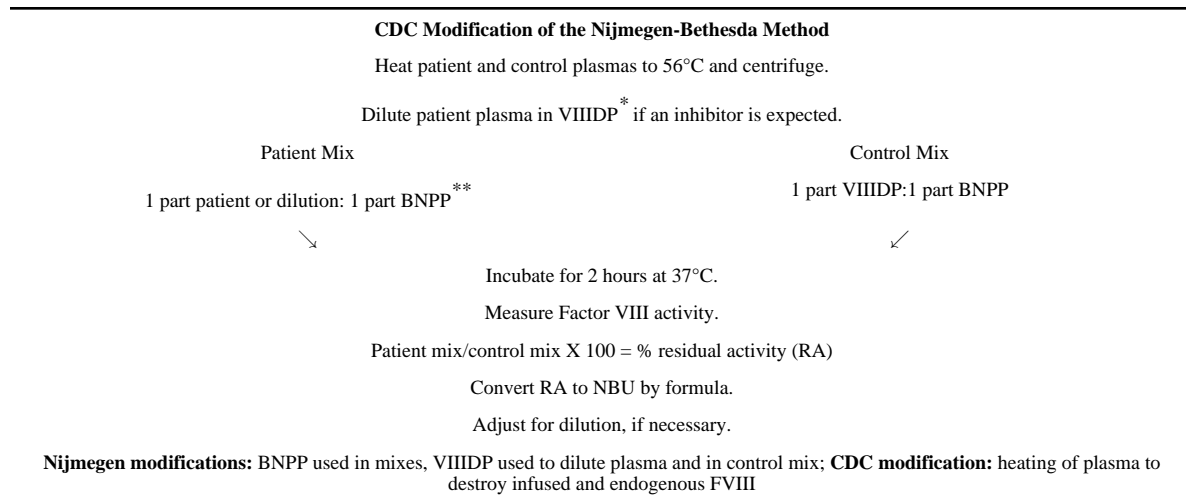 CDC Modification of the Nijmegen-Bethesda Method
Heat patient and control plasmas to 56°C and centrifuge.
Dilute patient plasma in VIIIDP* if an inhibitor is expected.
Patient Mix
Control Mix
1 part patient or dilution: 1 part BNPP**
1 part VIIIDP:1 part BNPP
↘
↙
Incubate for 2 hours at 37°C.
Measure Factor VIII activity.
Patient mix/control mix X 100 = % residual activity (RA)
Convert RA to NBU by formula.
Adjust for dilution, if necessary.
Nijmegen modifications: BNPP used in mixes, VIIIDP used to dilute plasma and in control mix; CDC modification: heating of plasma to
destroy infused and endogenous FVIII